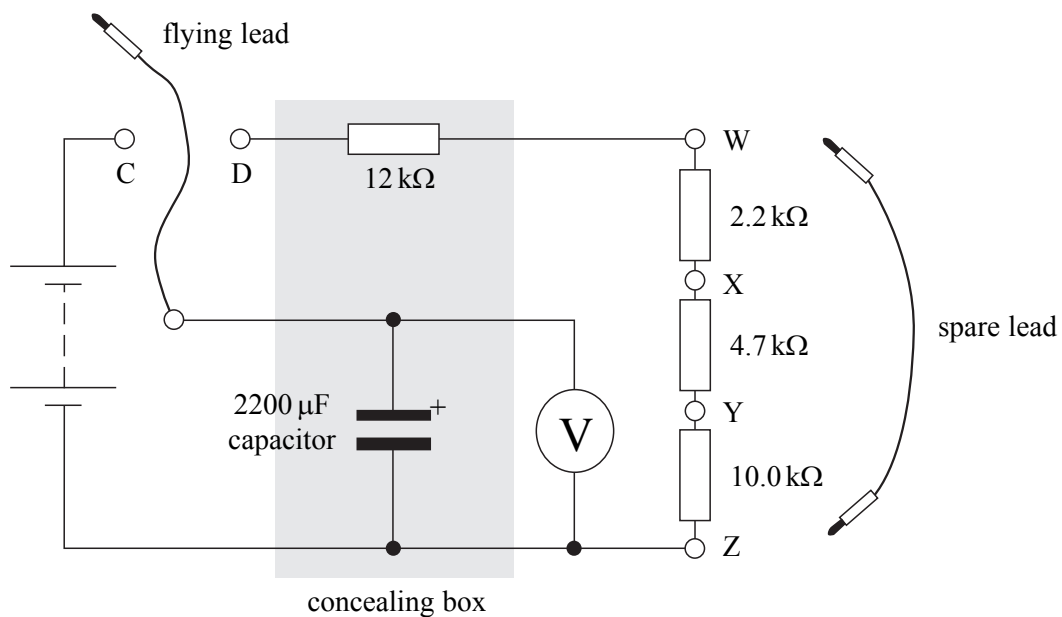 flying lead
C
D
12 kΩ
W
2.2 kΩ
X
4.7 kΩ
spare lead
Y
2200 μF
capacitor
+
V
10.0 kΩ
Z
concealing box